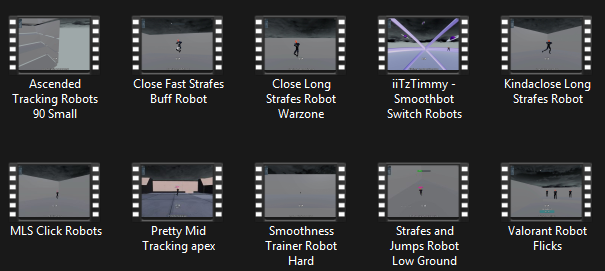 Ascended
Tracking Robots
90 Small
Close Fast Strafes
Buff Robot
Close Long
Strafes Robot
Warzone
iiTzTimmy -
Smoothbot
Switch Robots
Kindaclose Long
Strafes Robot
MLS Click Robots
Pretty Mid
Tracking apex
Smoothness
Trainer Robot
Hard
Strafes and
Jumps Robot
Low Ground
Valorant Robot
Flicks